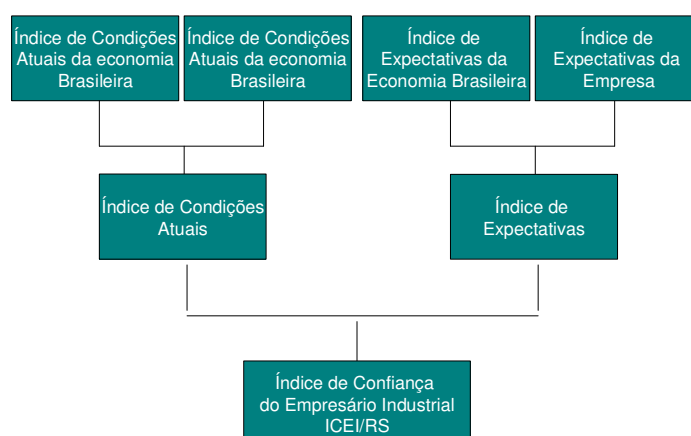 Índice de Condições
Atuais da economia
Brasileira
Índice de Condições
Atuais da economia
Brasileira
Índice de
Expectativas da
Economia Brasileira
Índice de
Expectativas da
Empresa
Índice de Condições
Atuais
Índice de
Expectativas
Índice de Confiança
do Empresário Industrial
ICEI/RS